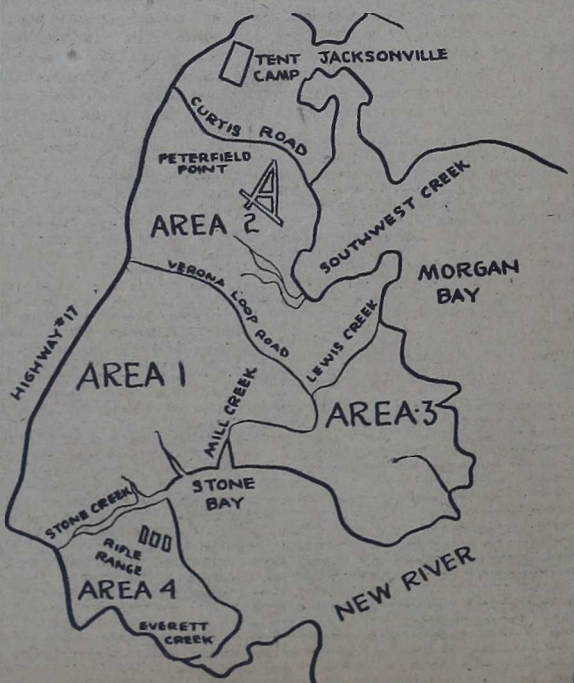 TENT
CAMP
JACKSONVILLE
CURTIS ROAD
PETERFIELD
POINT
AREA 2
SOUTHWEST CREEK
MORGAN
BAY
VERONA LOOP ROAD
HIGHWAY #17
LEWIS CREEK
AREA 1
MILL CREEK
AREA-3
STONE
BAY
STONE CREEK
RIFLE
RANGE
AREA 4
NEW RIVER
EVERETT
CREEK